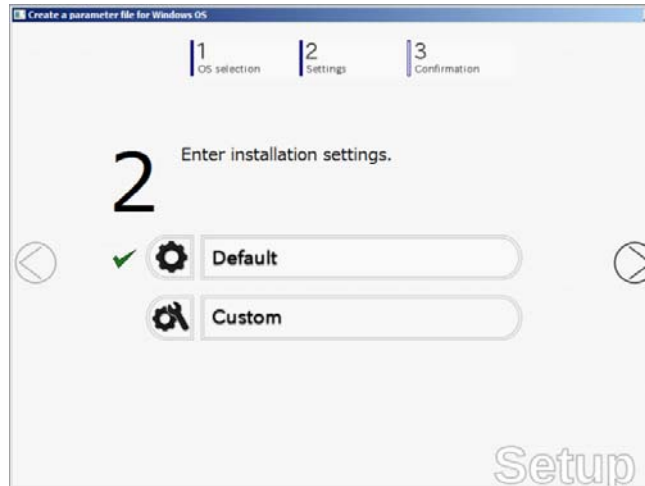 Create a parameter file for Windows OS
1
OS selection
2
Settings
3
Confirmation
2
Enter installation settings.
Default
Custom
Setup